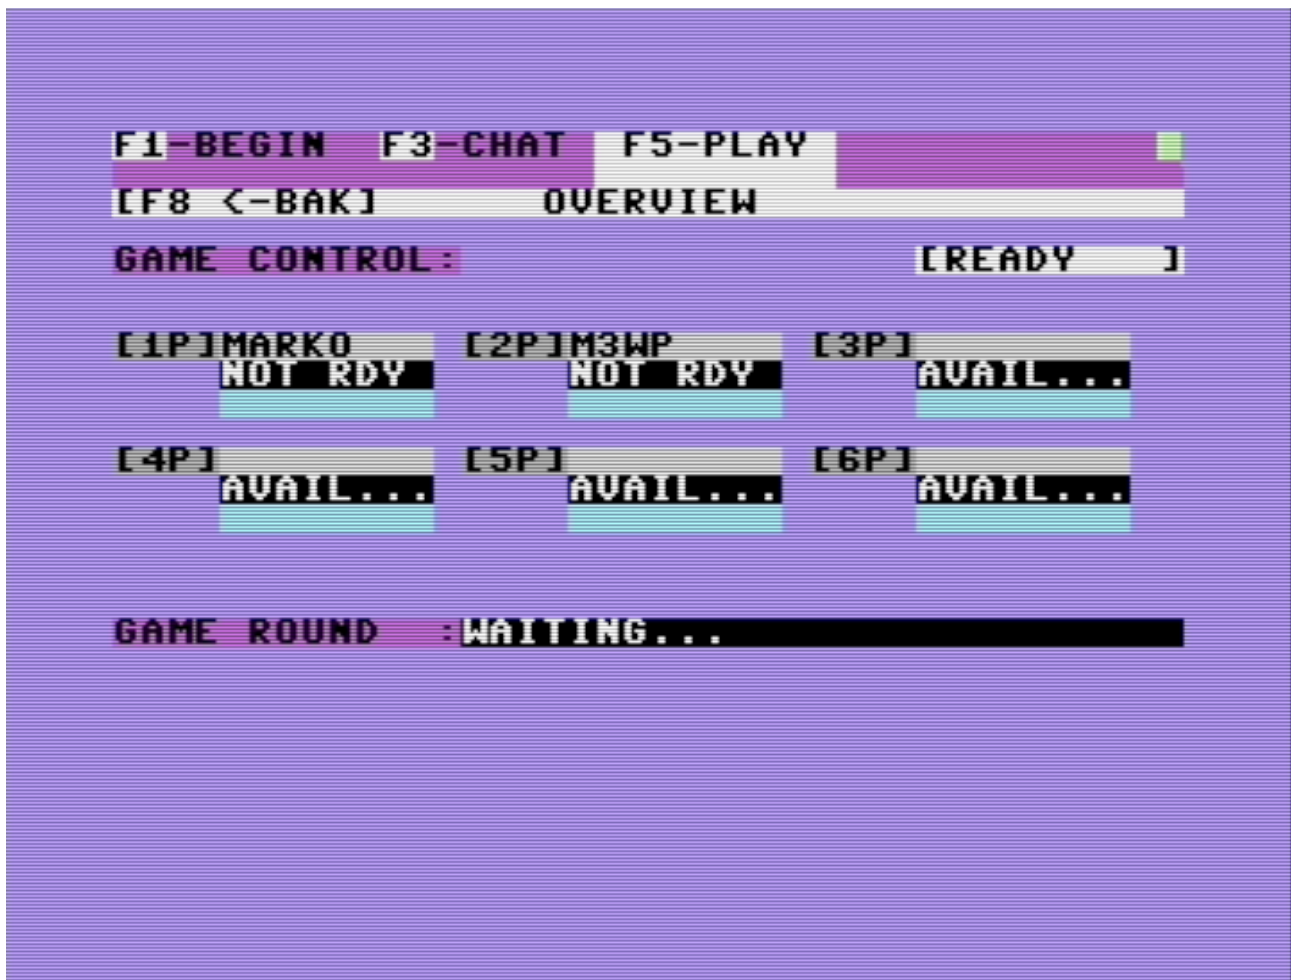 F1-BEGIN F3-CHAT F5-PLAY
[F8 <-BAK] OVERVIEW
GAME CONTROL: [READY ]
[1P]MARKO [2P]M3WP [3P]
NOT RDY NOT RDY AVAIL...
[4P] [5P] [6P]
AVAIL... AVAIL... AVAIL...
GAME ROUND :WAITING...